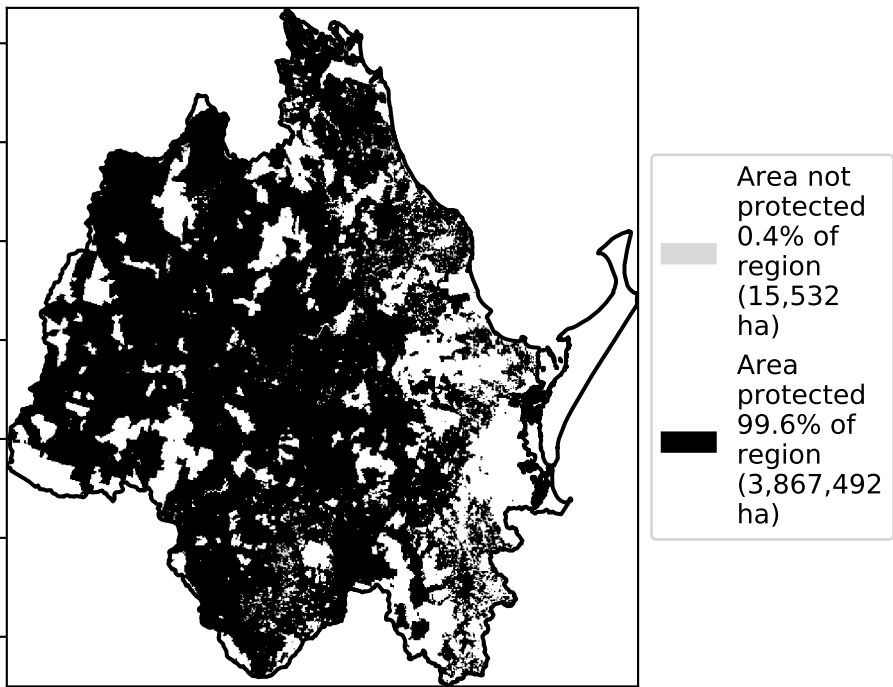 Area not
protected
0.4% of
region
(15,532
ha)
Area
protected
99.6% of
region
(3,867,492
ha)